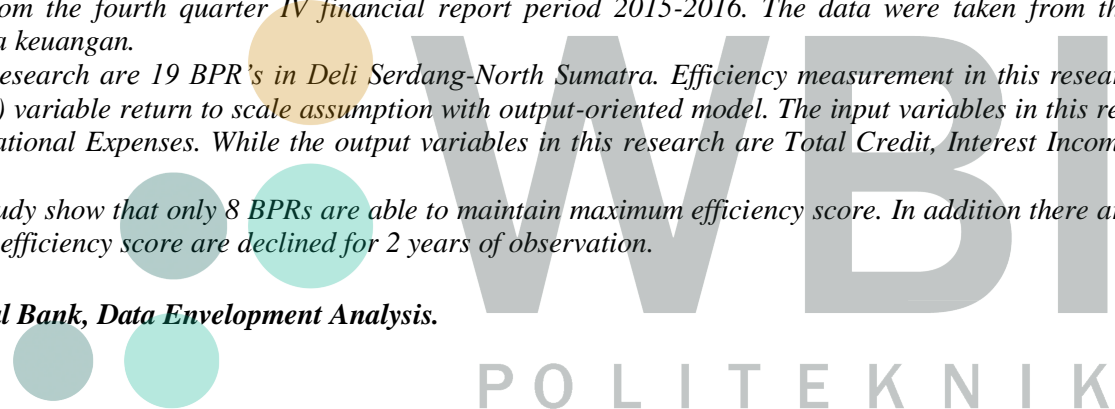 om the fourth quarter IV financial report period 2015-2016. The data were taken from th
a keuangan.
esearch are 19 BPR's in Deli Serdang-North Sumatra. Efficiency measurement in this resear
) variable return to scale assumption with output-oriented model. The input variables in this re
ational Expenses. While the output variables in this research are Total Credit, Interest Incom
udy show that only 8 BPRs are able to maintain maximum efficiency score. In addition there ar
efficiency score are declined for 2 years of observation.
al Bank, Data Envelopment Analysis.
WBI
POLITEKNIK